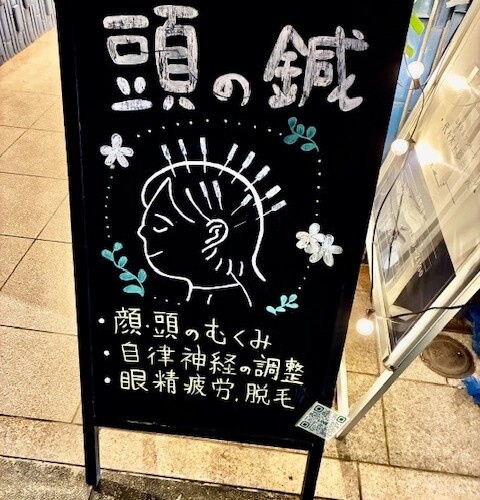 頭の鍼
・顔・頭のむくみ
・自律神経の調整
・眼精疲労、脱毛